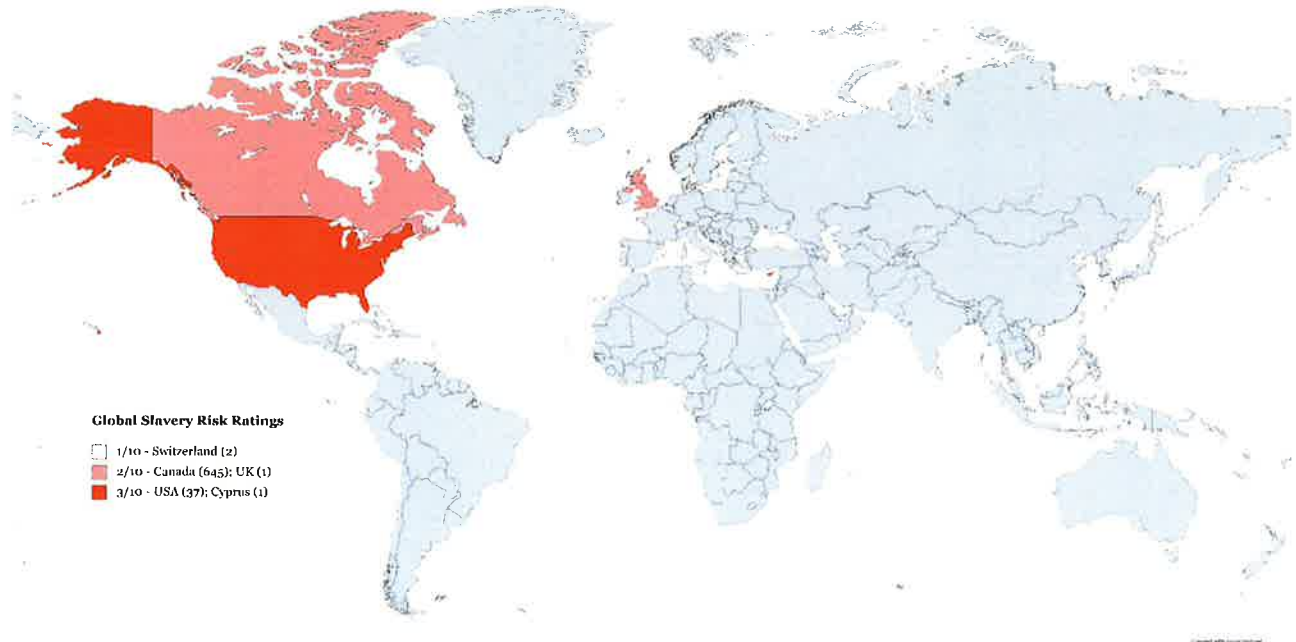 Global Slavery Risk Ratings
1/10 - Switzerland (2)
2/10 - Canada (645); UK (1)
3/10 - USA (37); Cyprus (1)